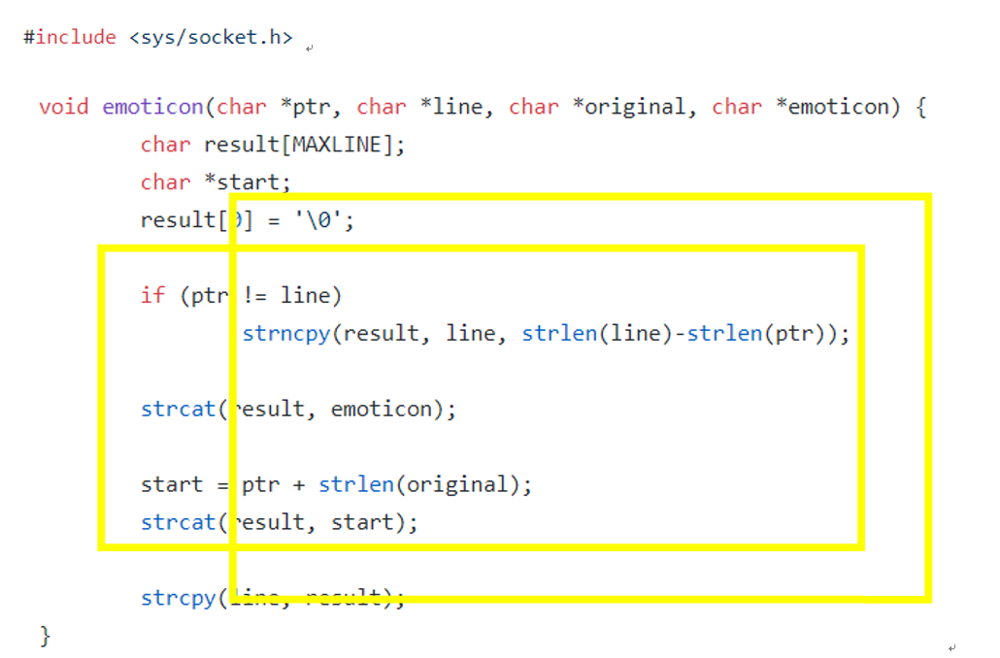 #include <sys/socket.h>
void emoticon(char *ptr, char *line, char *original, char *emoticon) {
char result[MAXLINE];
char *start;
result[0] = '\0';
if (ptr != line)
strncpy(result, line, strlen(line)-strlen(ptr));
strcat(result, emoticon);
start = ptr + strlen(original);
strcat(result, start);
strcpy(line, result);
}